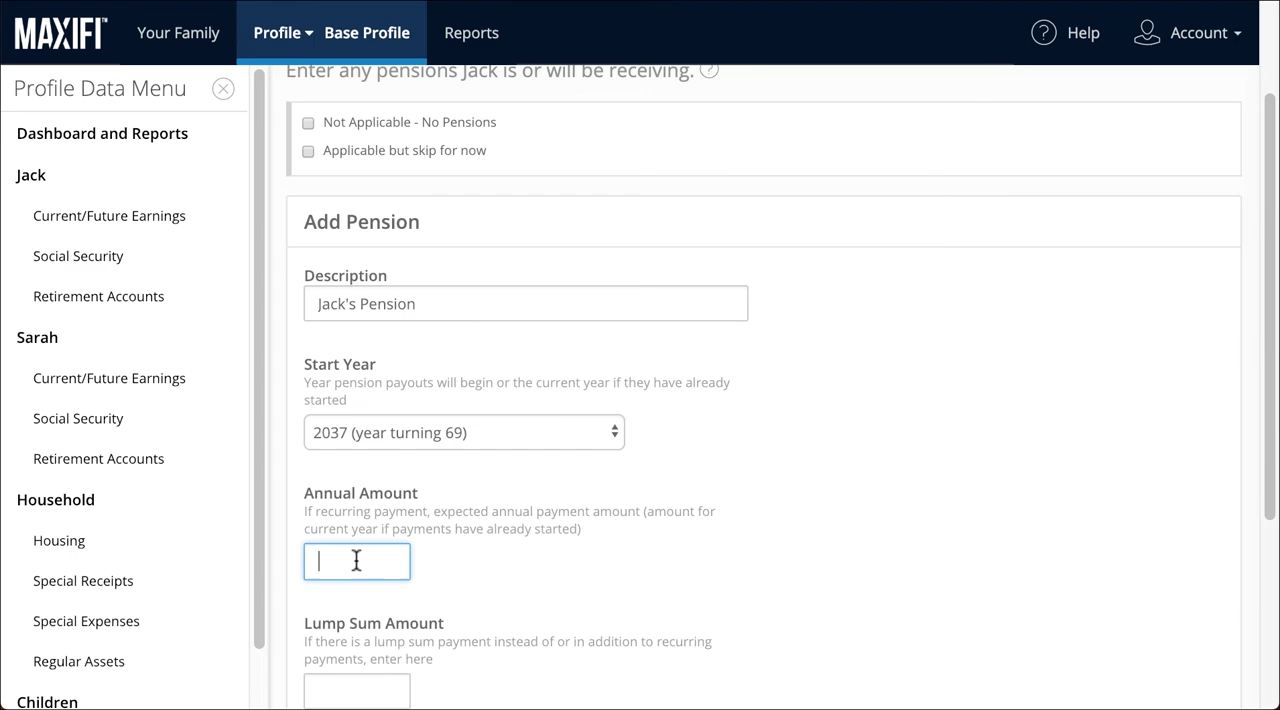 MAXIFI™
Your Family
Profile
Base Profile
Reports
? Help
Account
Profile Data Menu
Dashboard and Reports
Jack
Current/Future Earnings
Social Security
Retirement Accounts
Sarah
Current/Future Earnings
Social Security
Retirement Accounts
Household
Housing
Special Receipts
Special Expenses
Regular Assets
Children
Enter any pensions Jack is or will be receiving. ?
Not Applicable - No Pensions
Applicable but skip for now
Add Pension
Description
Jack's Pension
Start Year
Year pension payouts will begin or the current year if they have already
started
2037 (year turning 69)
Annual Amount
If recurring payment, expected annual payment amount (amount for
current year if payments have already started)
Lump Sum Amount
If there is a lump sum payment instead of or in addition to recurring
payments, enter here